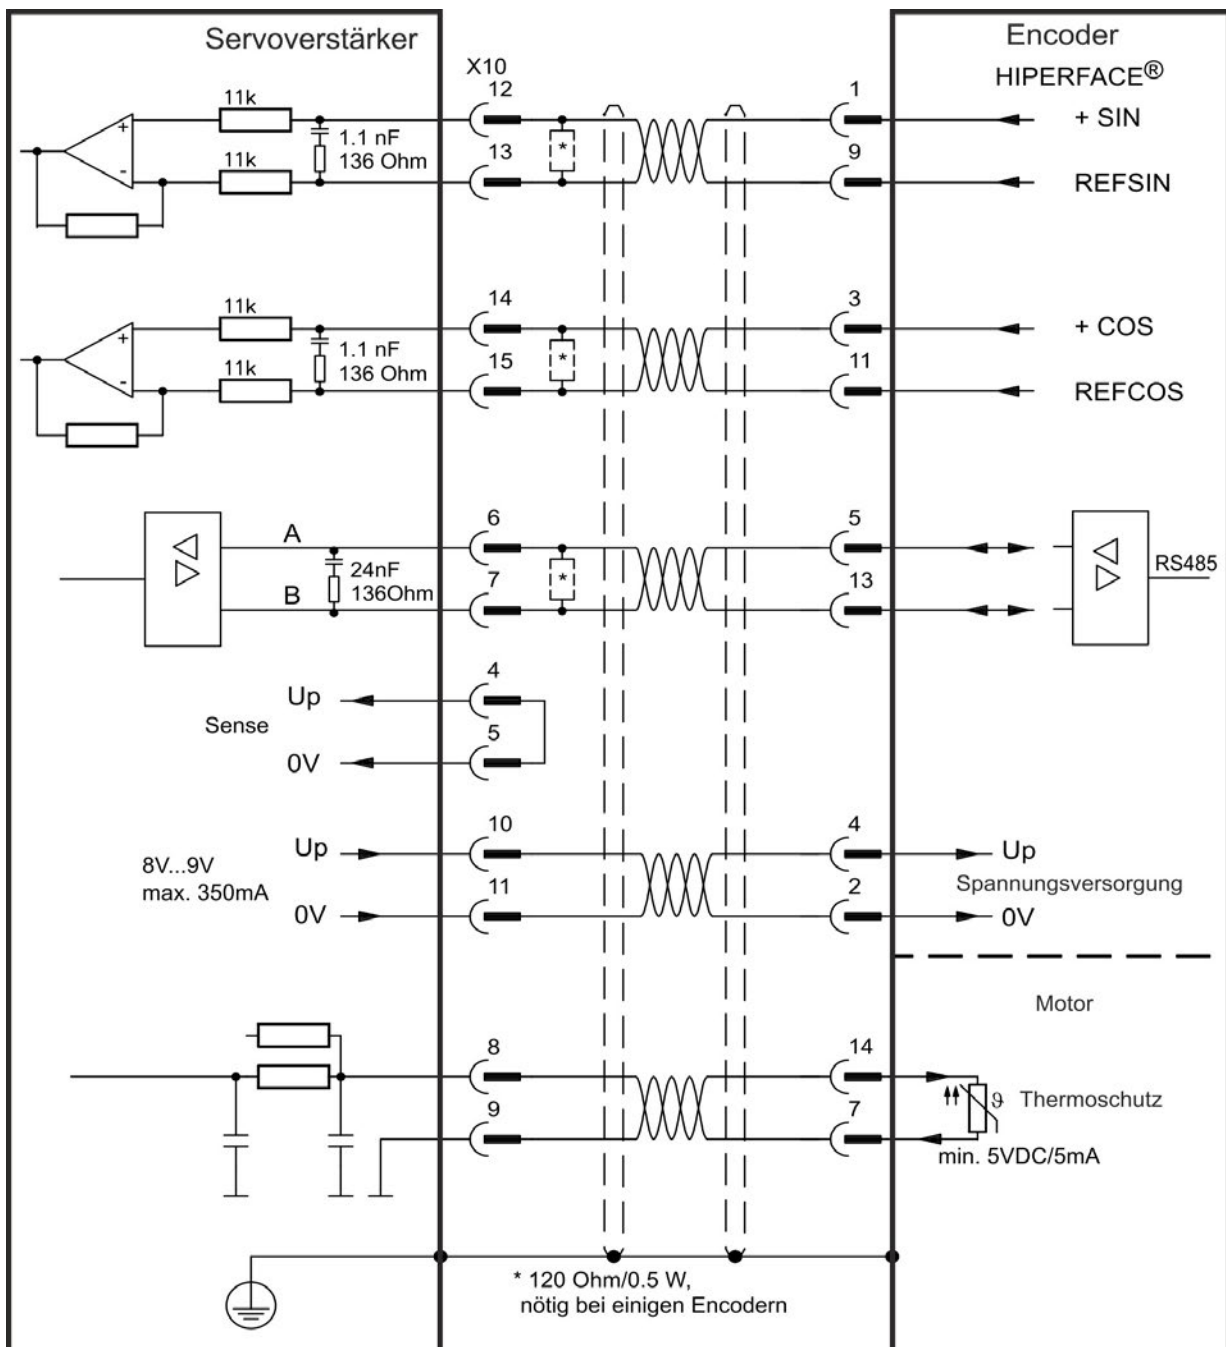 Servoverstärker
Encoder
HIPERFACE®
X10
11k
12
1
+ SIN
+
1.1 nF
136 Ohm
*
11k
13
9
REFSIN
-
11k
14
3
+ COS
+
1.1 nF
136 Ohm
*
11k
15
11
REFCOS
-
A
6
5
24nF
136Ohm
*
RS485
B
7
13
Up
4
Sense
5
0V
8V...9V
max. 350mA
Up
10
4
Up
Spannungsversorgung
0V
11
2
0V
Motor
8
14
ϑ Thermoschutz
9
7
min. 5VDC/5mA
* 120 Ohm/0.5 W,
nötig bei einigen Encodern